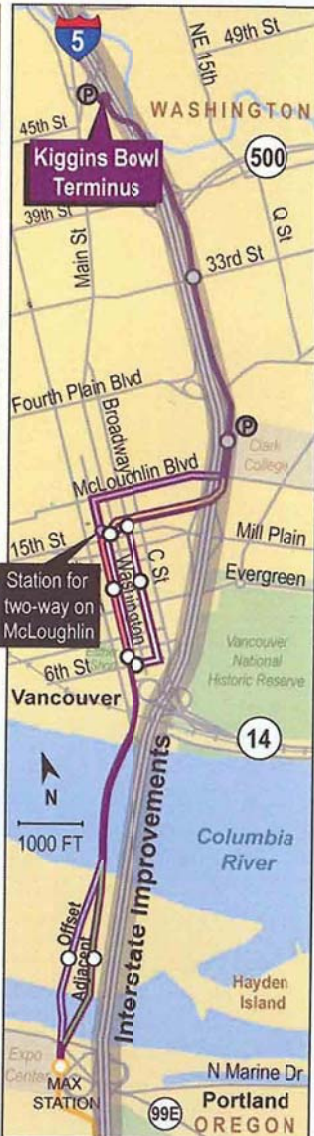 5
NE 15th
49th St
P
45th St
WASHINGTON
Kiggins Bowl
Terminus
500
39th St
Main St
Q St
33rd St
Fourth Plain Blvd
Broadway
P
Clark
College
McLoughlin Blvd
15th St
Mill Plain
Station for
two-way on
McLoughlin
Washington
C St
Evergreen
6th St
Vancouver
Vancouver
National
Historic Reserve
14
N
1000 FT
Interstate Improvements
Columbia
River
Offset
Adjacent
Hayden
Island
Expo
Center
MAX
STATION
N Marine Dr
99E
Portland
OREGON